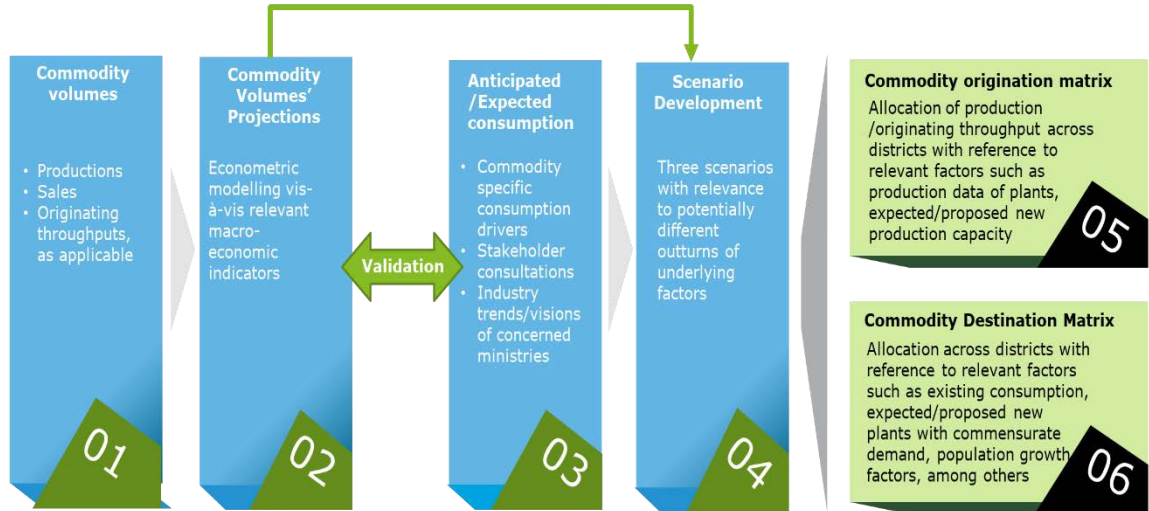 Commodity
volumes
• Productions
• Sales
• Originating
throughputs,
as applicable
01
Commodity
Volumes’
Projections
Econometric
modelling vis-
à-vis relevant
macro-
economic
indicators
02
Validation
Anticipated
/Expected
consumption
• Commodity
specific
consumption
drivers
• Stakeholder
consultations
• Industry
trends/visions
of concerned
ministries
03
Scenario
Development
Three scenarios
with relevance
to potentially
different
outturns of
underlying
factors
04
Commodity origination matrix
Allocation of production
/originating throughput across
districts with reference to
relevant factors such as
production data of plants,
expected/proposed new
production capacity
05
Commodity Destination Matrix
Allocation across districts with
reference to relevant factors
such as existing consumption,
expected/proposed new
plants with commensurate
demand, population growth
factors, among others
06